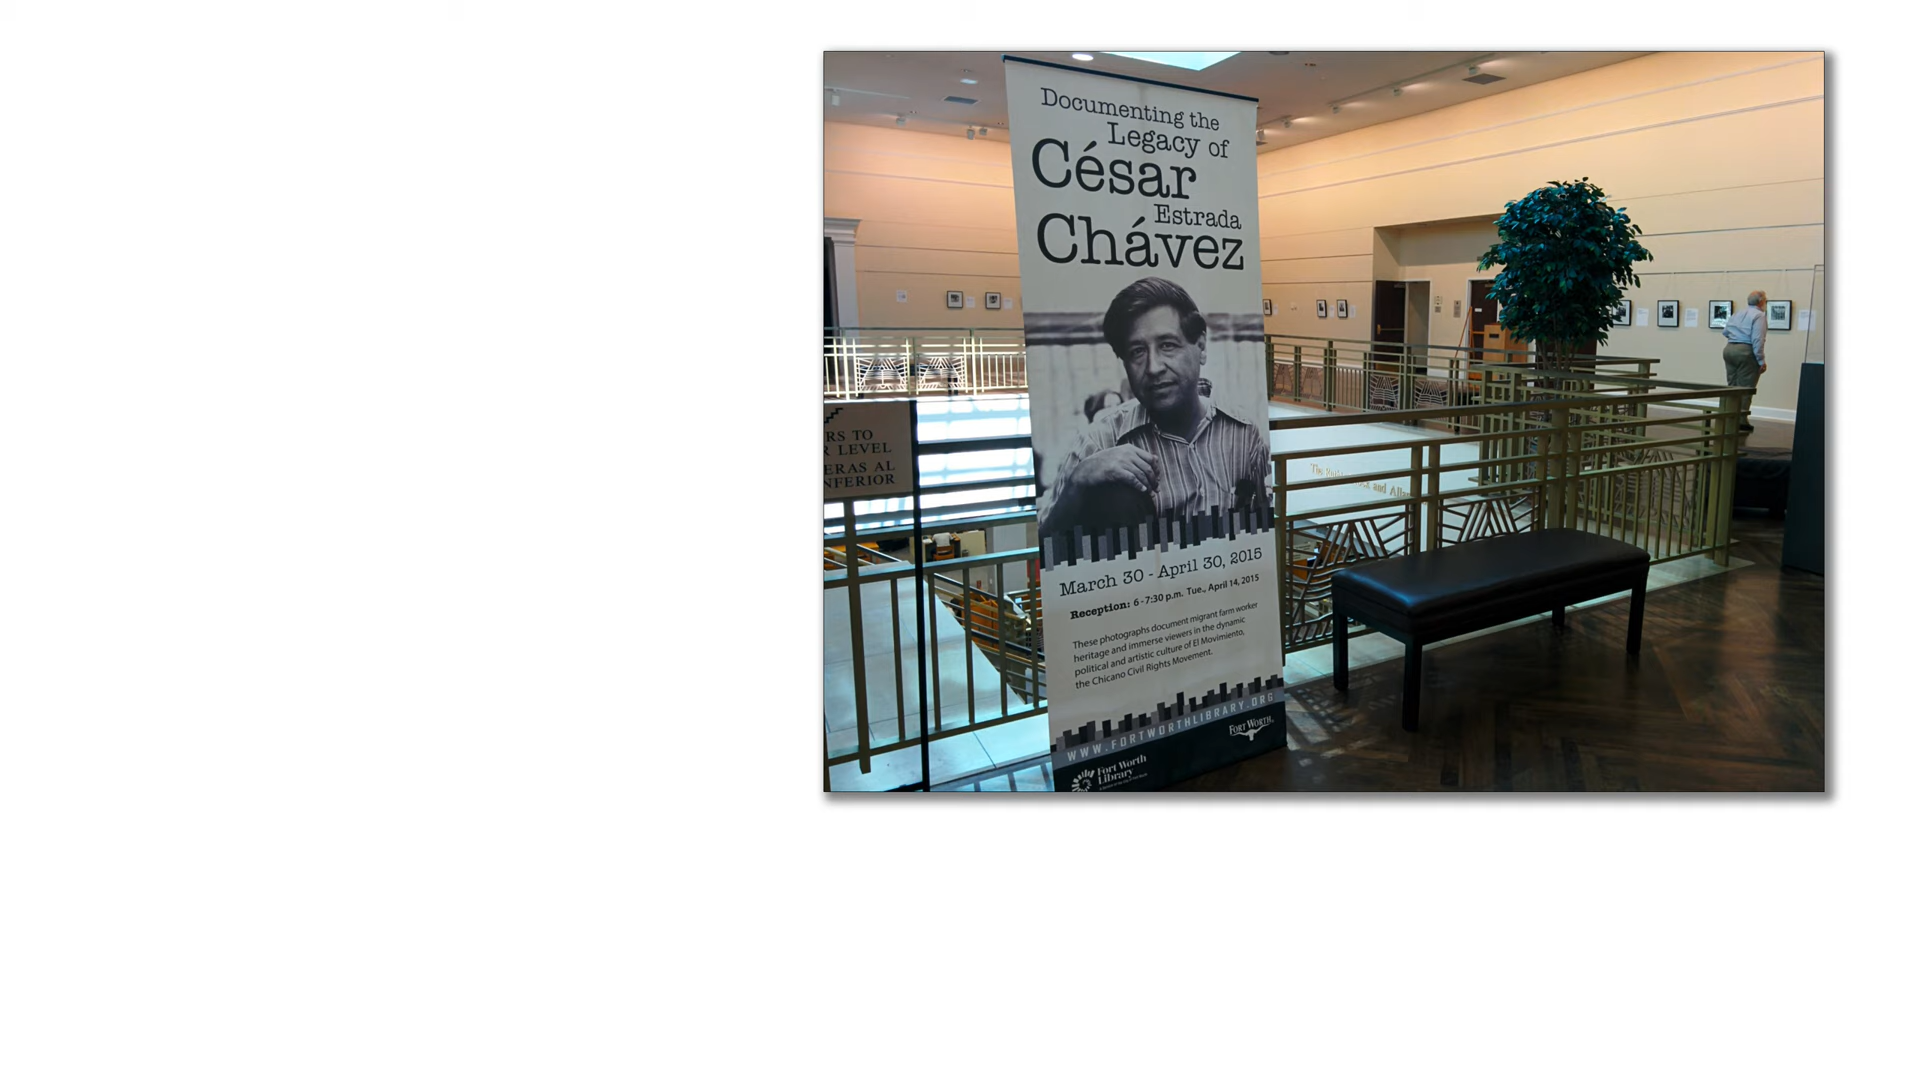 Documenting the
Legacy of
César
Estrada
Chávez
RS TO
R LEVEL
ERAS AL
NFERIOR
March 30 - April 30, 2015
Reception: 6 - 7:30 p.m. Tue., April 14, 2015
These photographs document migrant farm worker
heritage and immerse viewers in the dynamic
political and artistic culture of El Movimiento,
the Chicano Civil Rights Movement.
WWW.FORTWORTHLIBRARY.ORG
FORT WORTH
Fort Worth
Library